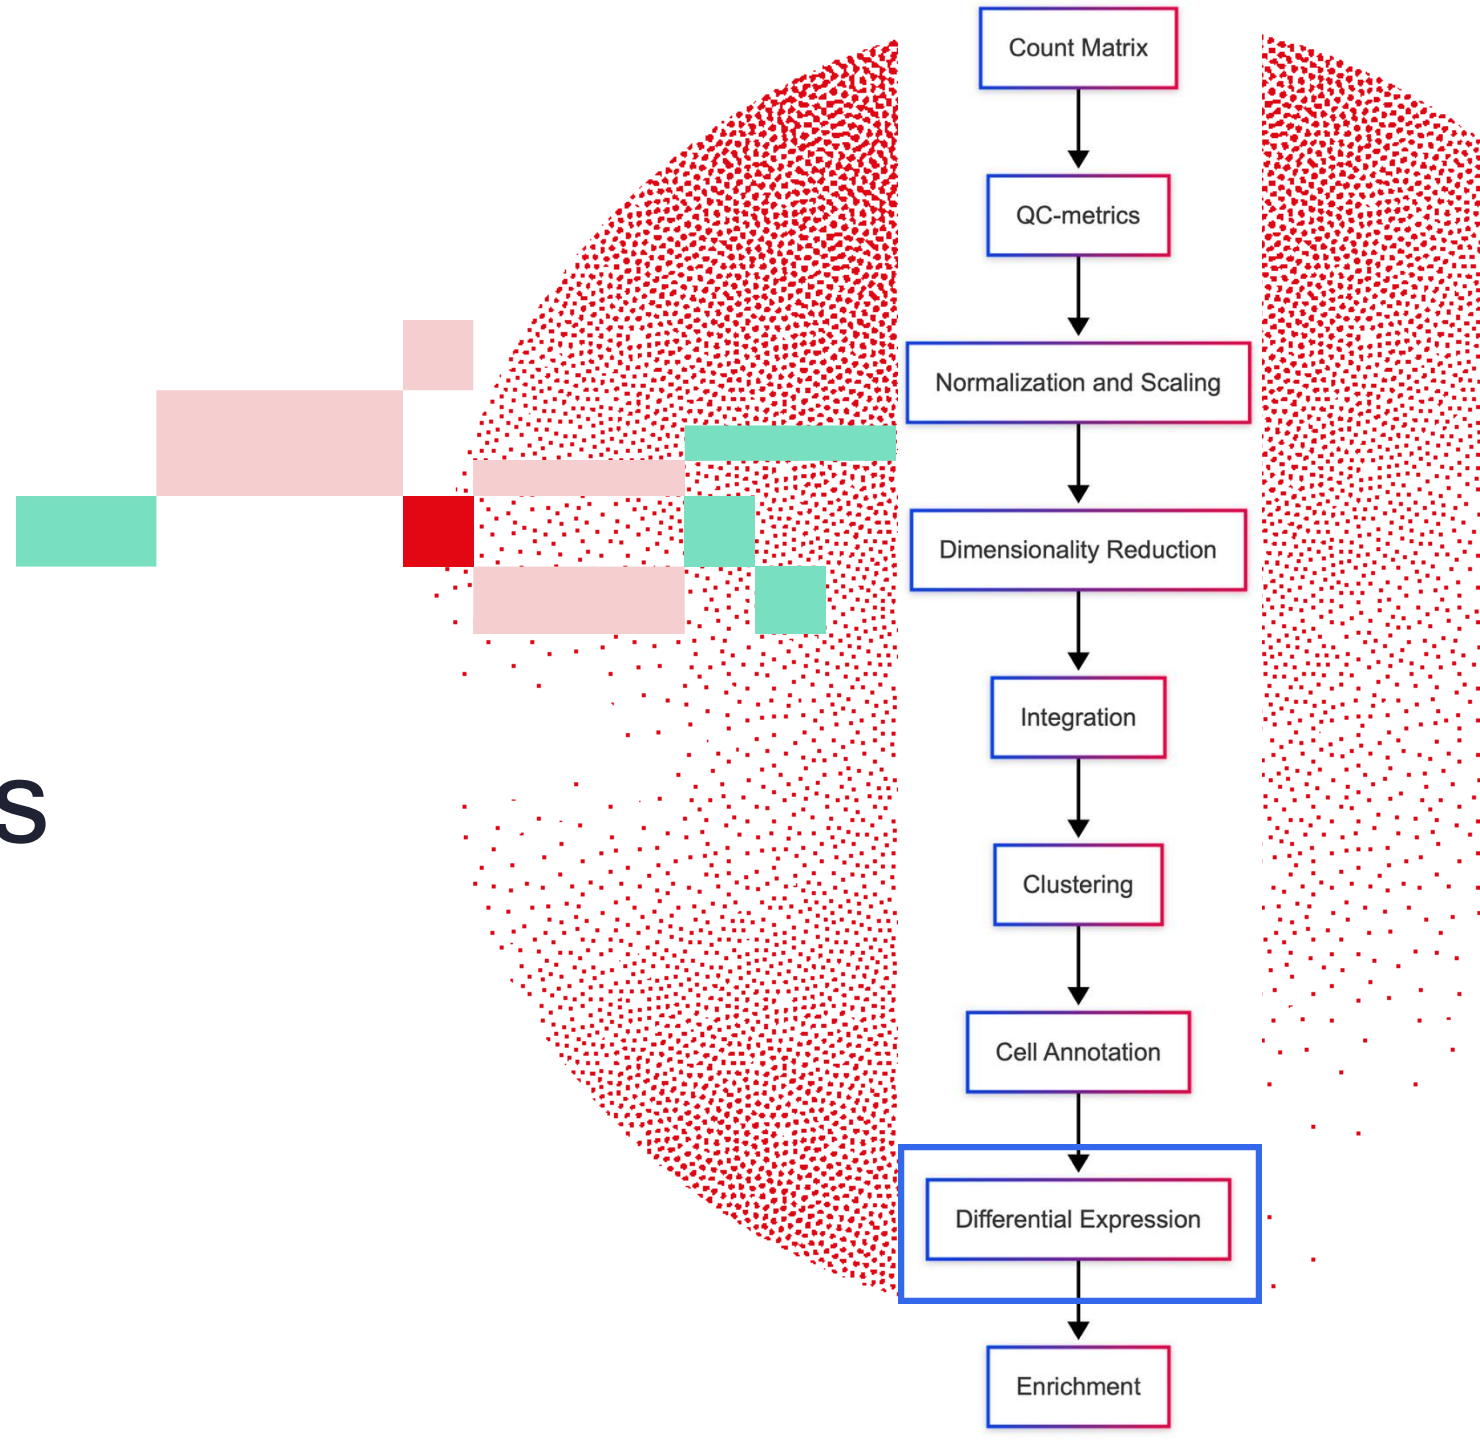 Count Matrix
QC-metrics
Normalization and Scaling
Dimensionality Reduction
Integration
s
Clustering
Cell Annotation
Differential Expression
Enrichment